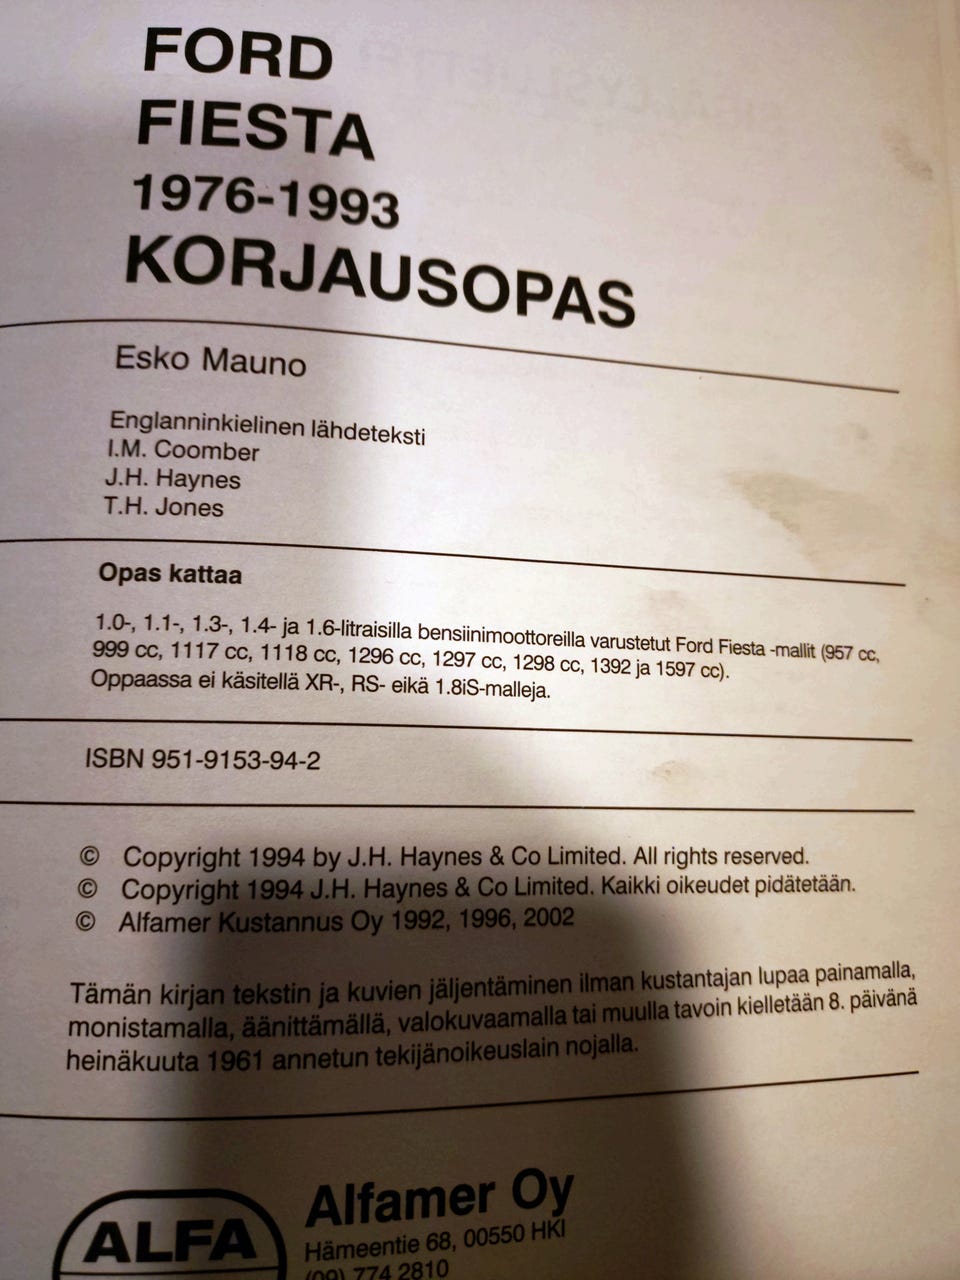 FORD
FIESTA
1976-1993
KORJAUSOPAS
Esko Mauno
Englanninkielinen lähdeteksti
I.M. Coomber
J.H. Haynes
T.H. Jones
Opas kattaa
1.0-, 1.1-, 1.3-, 1.4- ja 1.6-litraisilla bensiinimoottoreilla varustetut Ford Fiesta -mallit (957 cc,
999 cc, 1117 cc, 1118 cc, 1296 cc, 1297 cc, 1298 cc, 1392 ja 1597 cc).
Oppaassa ei käsitellä XR-, RS- eikä 1.8iS-malleja.
ISBN 951-9153-94-2
© Copyright 1994 by J.H. Haynes & Co Limited. All rights reserved.
© Copyright 1994 J.H. Haynes & Co Limited. Kaikki oikeudet pidätetään.
© Alfamer Kustannus Oy 1992, 1996, 2002
Tämän kirjan tekstin ja kuvien jäljentäminen ilman kustantajan lupaa painamalla,
monistamalla, äänittämällä, valokuvaamalla tai muulla tavoin kielletään 8. päivänä
heinäkuuta 1961 annetun tekijänoikeuslain nojalla.
ALFA
Alfamer Oy
Hämeentie 68, 00550 HKI
(09) 774 2810